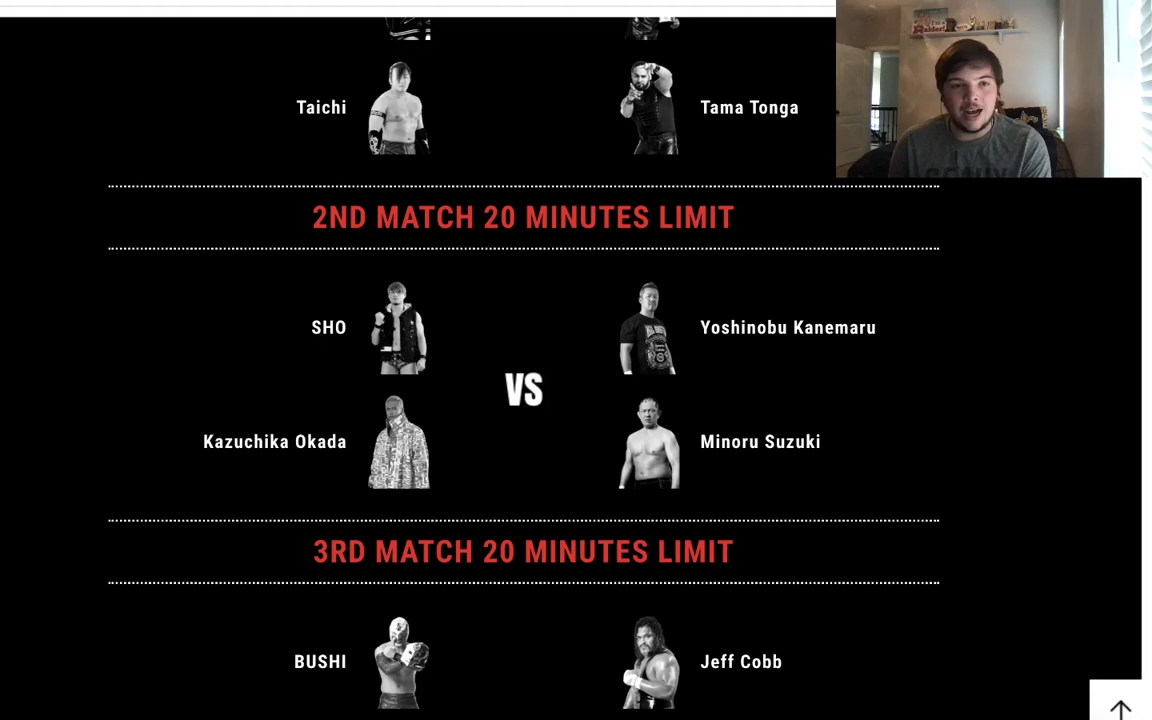 Taichi
Tama Tonga
2ND MATCH 20 MINUTES LIMIT
SHO
Yoshinobu Kanemaru
VS
Kazuchika Okada
Minoru Suzuki
3RD MATCH 20 MINUTES LIMIT
BUSHI
Jeff Cobb